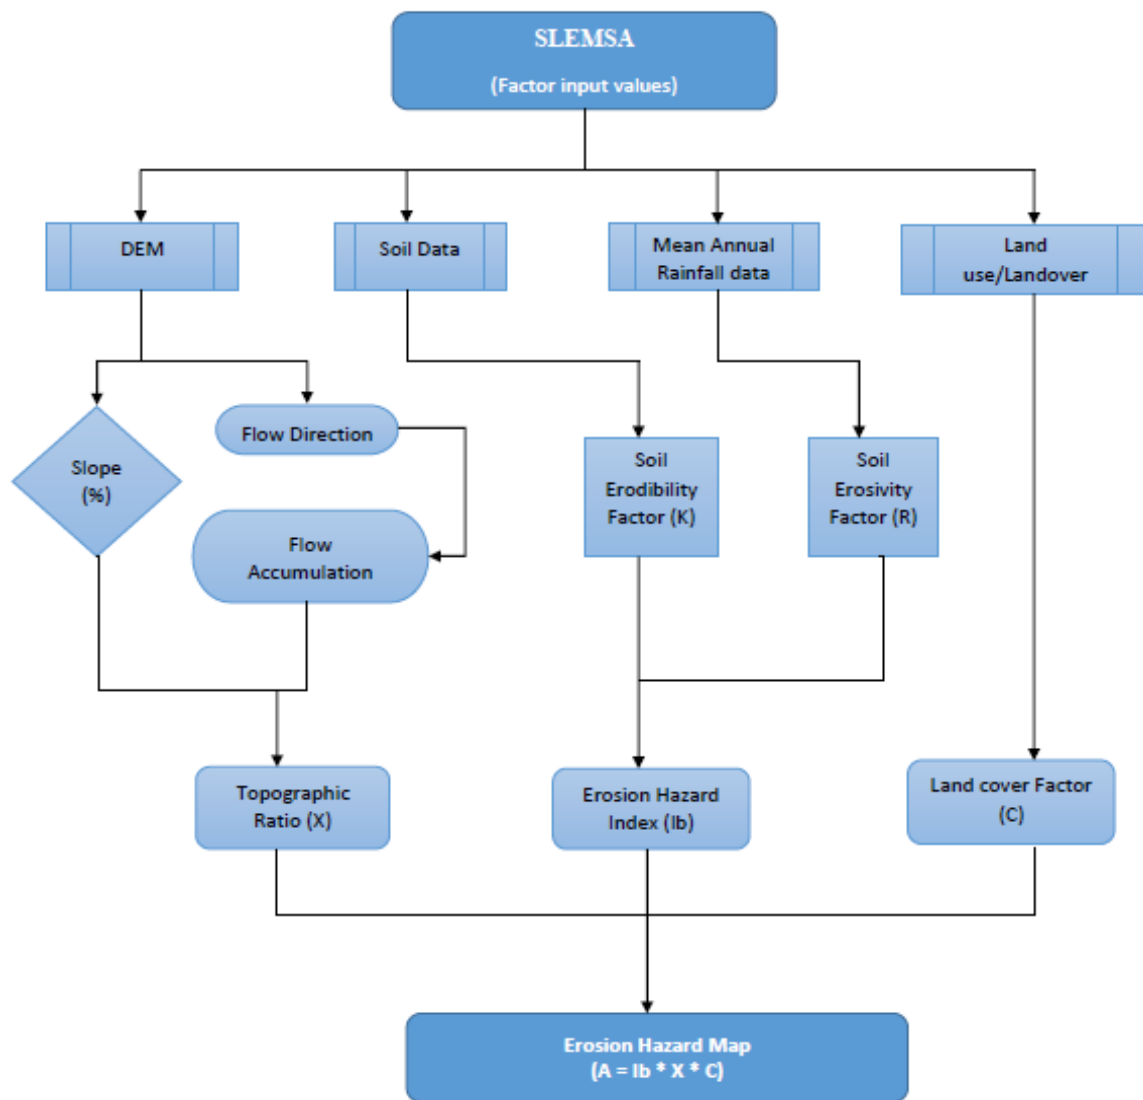 SLEMSA
(Factor input values)
DEM
Soil Data
Mean Annual
Rainfall data
Land
use/Landover
Flow Direction
Slope
(%)
Soil
Erodibility
Factor (K)
Soil
Erosivity
Factor (R)
Flow
Accumulation
Topographic
Ratio (X)
Erosion Hazard
Index (Ib)
Land cover Factor
(C)
Erosion Hazard Map
(A = Ib * X * C)